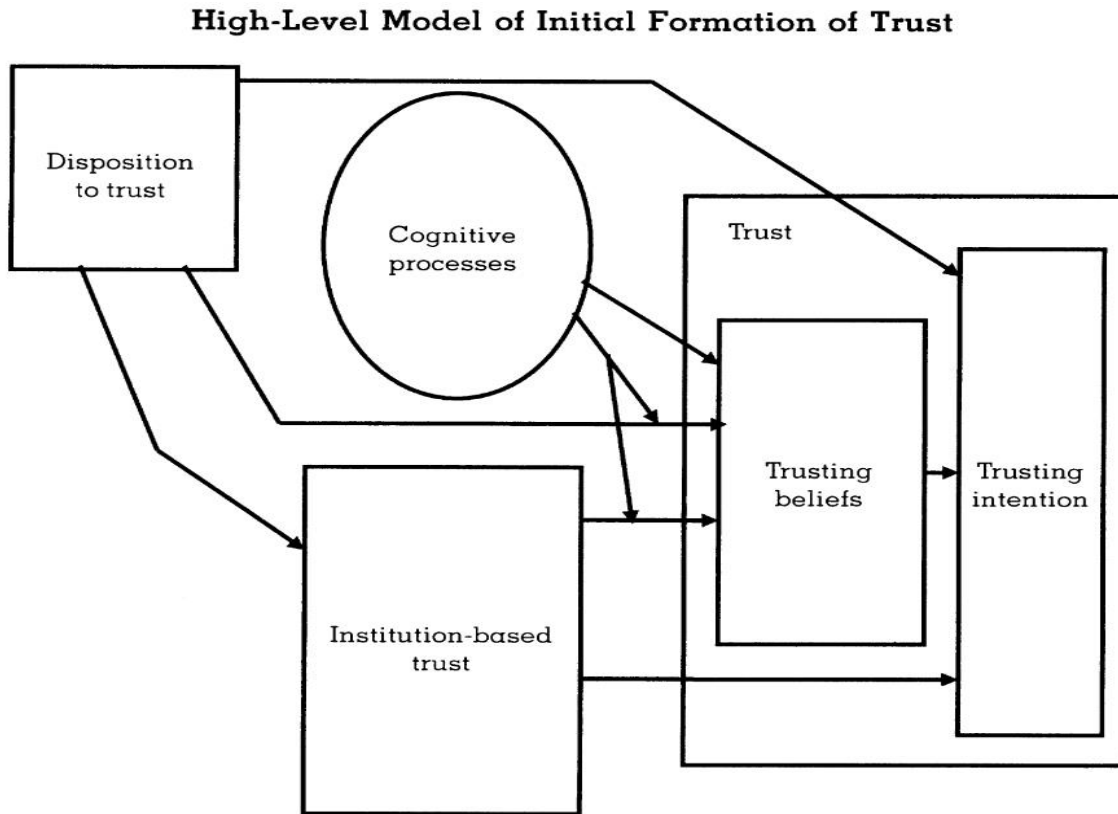 High-Level Model of Initial Formation of Trust
Disposition
to trust
Cognitive
processes
Trust
Trusting
beliefs
Trusting
intention
Institution-based
trust